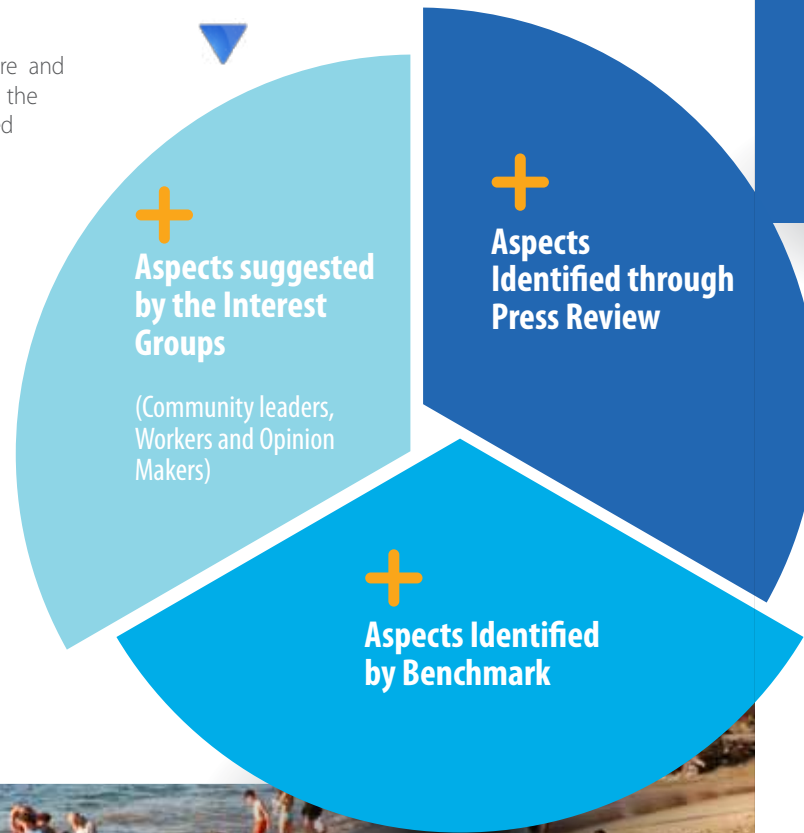 re and
the
d
Aspects suggested
by the Interest
Groups
(Community leaders,
Workers and Opinion
Makers)
Aspects
Identified through
Press Review
Aspects Identified
by Benchmark